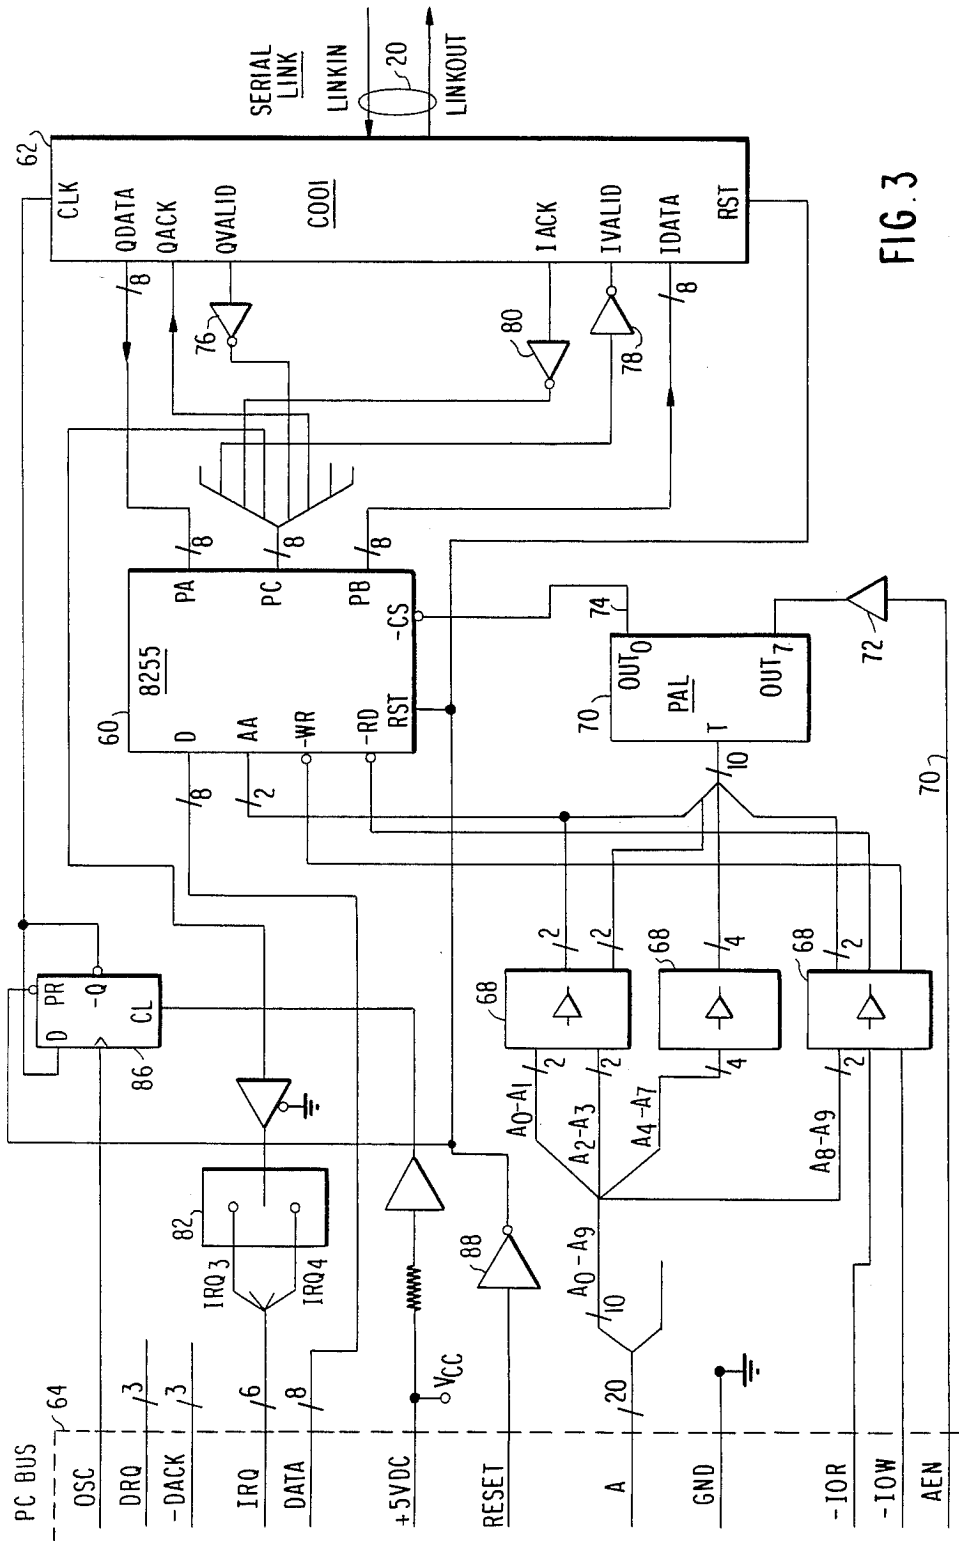 PC BUS
64
OSC
DRQ
3
-DACK
3
IRQ
6
DATA
8
+5VDC
VCC
RESET
A
20
GND
-IOR
-IOW
AEN
IRQ3
IRQ4
82
88
A0-A9
10
86
D
PR
-Q
CL
A0-A1
2
A2-A3
2
A4-A7
4
A8-A9
2
68
2
2
68
4
68
2
70
8
2
60
8255
D
AA
-WR
-RD
RST
-CS
PA
PC
PB
8
8
8
10
70
PAL
T
OUT0
OUT7
74
72
76
80
78
8
8
62
CLK
QDATA
QACK
QVALID
C001
IACK
IVALID
IDATA
RST
SERIAL
LINK
LINKIN
20
LINKOUT
FIG. 3